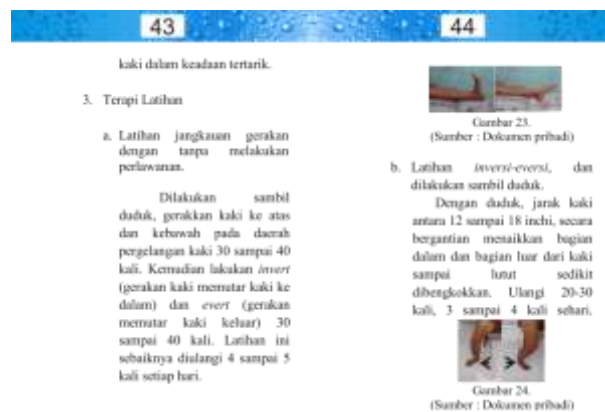 43
kaki dalam keadaan tertarik.
3. Terapi Latihan
a. Latihan jangkauan gerakan
dengan tanpa melakukan
perlawanan.
Dilakukan sambil
duduk, gerakkan kaki ke atas
dan kebawah pada daerah
pergelangan kaki 30 sampai 40
kali. Kemudian lakukan invert
(gerakan kaki memutar kaki ke
dalam) dan evert (gerakan
memutar kaki keluar) 30
sampai 40 kali. Latihan ini
sebaiknya diulangi 4 sampai 5
kali setiap hari.
44
Gambar 23.
(Sumber : Dokumen pribadi)
b. Latihan inversi-eversi, dan
dilakukan sambil duduk.
Dengan duduk, jarak kaki
antara 12 sampai 18 inchi, secara
bergantian menaikkan bagian
dalam dan bagian luar dari kaki
sampai lutut sedikit
dibengkokkan. Ulangi 20-30
kali, 3 sampai 4 kali sehari.
Gambar 24.
(Sumber : Dokumen pribadi)